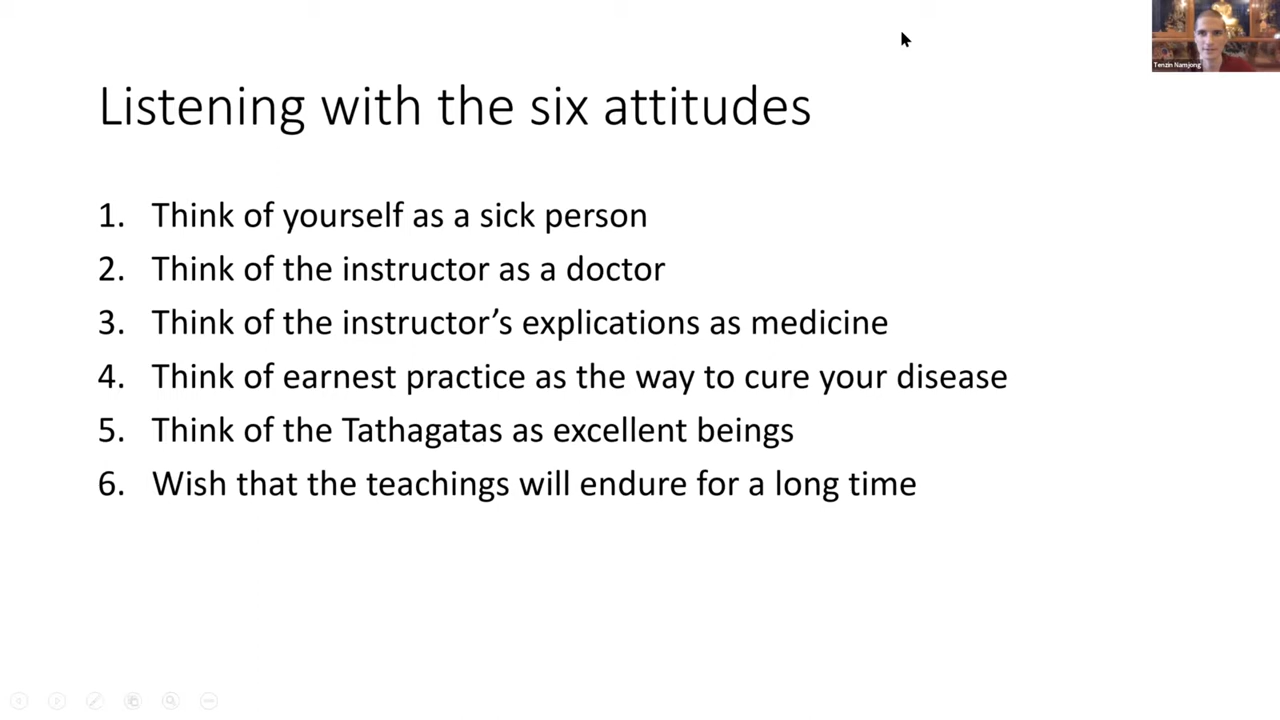 Tenzin Namjong
Listening with the six attitudes
1. Think of yourself as a sick person
2. Think of the instructor as a doctor
3. Think of the instructor’s explications as medicine
4. Think of earnest practice as the way to cure your disease
5. Think of the Tathagatas as excellent beings
6. Wish that the teachings will endure for a long time